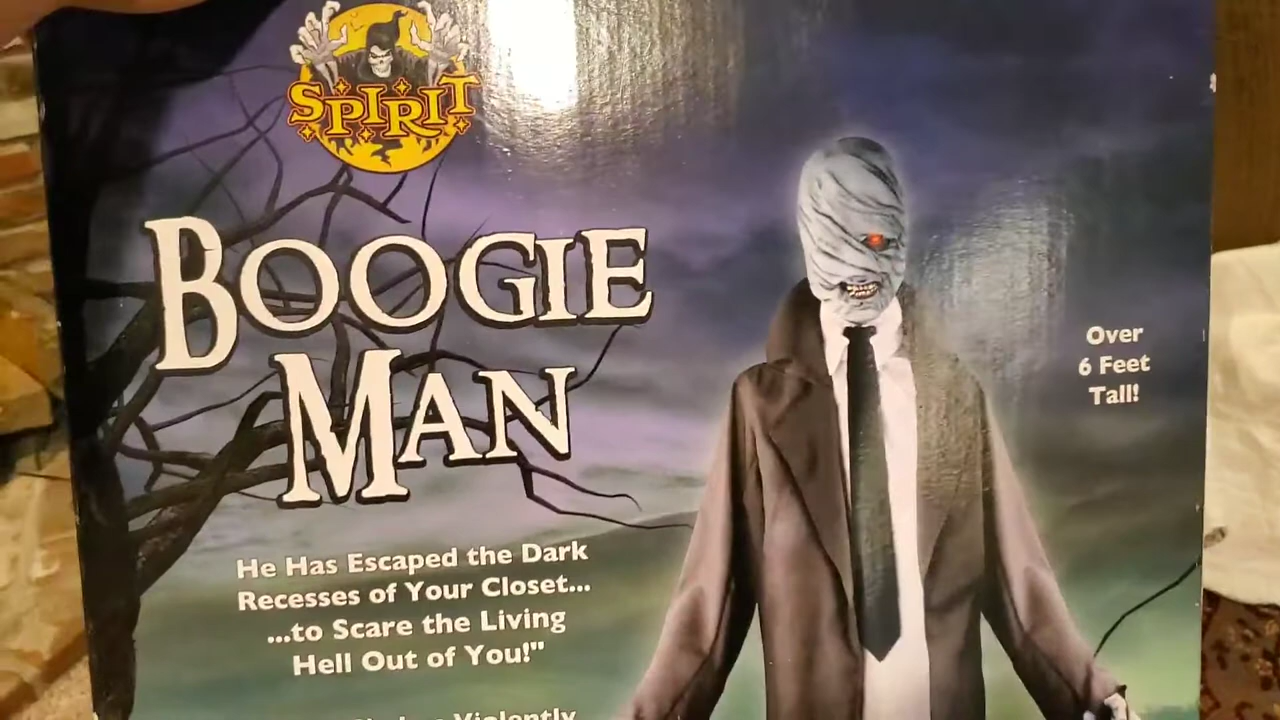 SPIRIT
BOOGIE
MAN
Over
6 Feet
Tall!
He Has Escaped the Dark
Recesses of Your Closet...
...to Scare the Living
Hell Out of You!"
Violently